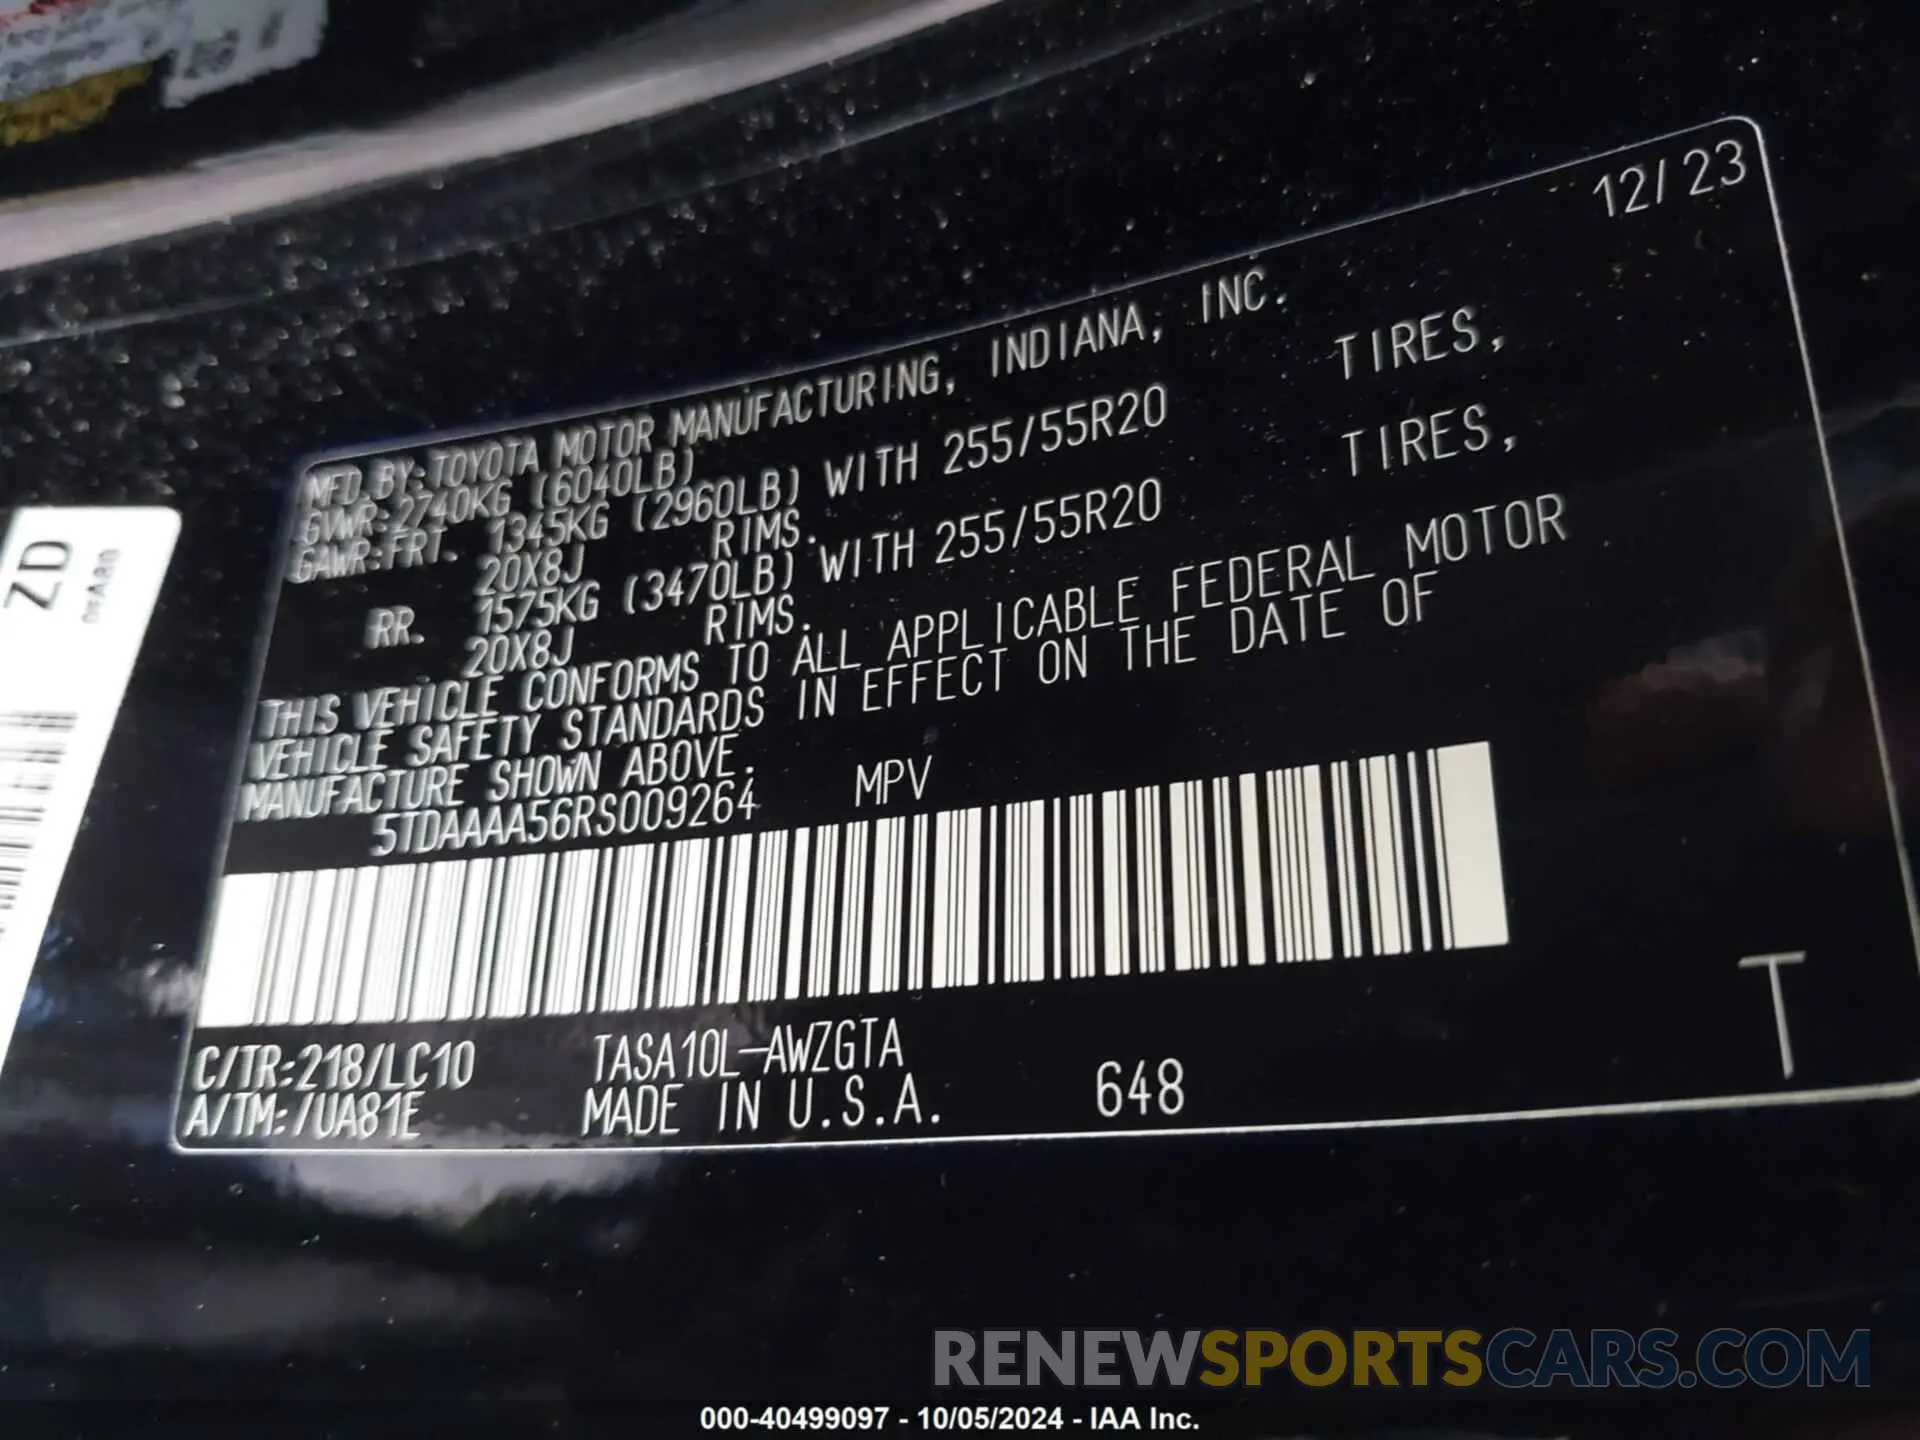 12/23
MFD. BY: TOYOTA MOTOR MANUFACTURING, INDIANA, INC.
GVWR: 2740KG (6040LB)
GAWR: FRT. 1345KG (2960LB) WITH 255/55R20 TIRES,
20X8J RIMS.
RR. 1575KG (3470LB) WITH 255/55R20 TIRES,
20X8J RIMS.
THIS VEHICLE CONFORMS TO ALL APPLICABLE FEDERAL MOTOR
VEHICLE SAFETY STANDARDS IN EFFECT ON THE DATE OF
MANUFACTURE SHOWN ABOVE.
5TDAAAA56RS009264 MPV
C/TR: 218/LC10 TASA10L-AWZGTA
A/TM: /UA81E MADE IN U.S.A. 648
T
ZD
RENEWSPORTSCARS.COM
000-40499097 - 10/05/2024 - IAA Inc.